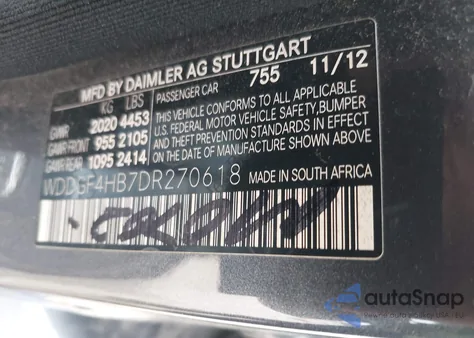 MFD BY DAIMLER AG STUTTGART
KG LBS PASSENGER CAR 755 11/12
GVWR 2020 4453
GAWR FRONT 955 2105
GAWR REAR 1095 2414
THIS VEHICLE CONFORMS TO ALL APPLICABLE
U.S. FEDERAL MOTOR VEHICLE SAFETY, BUMPER
AND THEFT PREVENTION STANDARDS IN EFFECT
ON THE DATE OF MANUFACTURE SHOWN ABOVE.
WDDGF4HB7DR270618 MADE IN SOUTH AFRICA
autoSnap